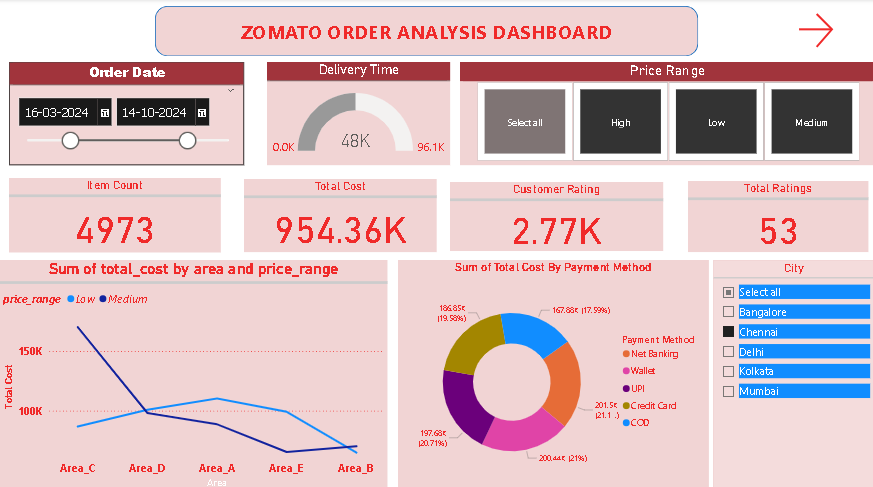 ZOMATO ORDER ANALYSIS DASHBOARD
Order Date
16-03-2024 14-10-2024
Delivery Time
0.0K 48K 96.1K
Price Range
Select all High Low Medium
Item Count
4973
Total Cost
954.36K
Customer Rating
2.77K
Total Ratings
53
Sum of total_cost by area and price_range
price_range Low Medium
Total Cost
150K
100K
Area_C Area_D Area_A Area_E Area_B
Area
Sum of Total Cost By Payment Method
186.85K
(19.58%)
167.88K (17.59%)
201.5K
(21.1...)
200.44K (21%)
197.68K
(20.71%)
Payment Method
Net Banking
Wallet
UPI
Credit Card
COD
City
Select all
Bangalore
Chennai
Delhi
Kolkata
Mumbai